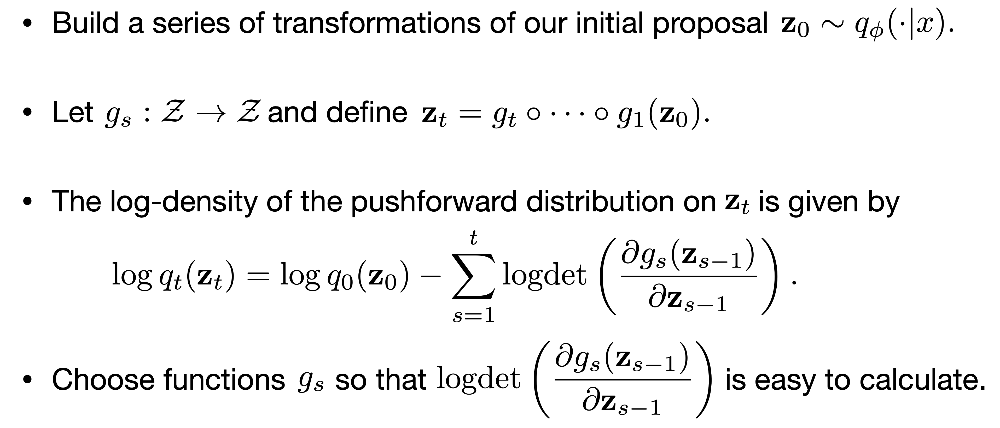 • Build a series of transformations of our initial proposal $\mathbf{z}_0 \sim q_\phi(\cdot|x)$.
• Let $g_s : \mathcal{Z} \to \mathcal{Z}$ and define $\mathbf{z}_t = g_t \circ \cdots \circ g_1(\mathbf{z}_0)$.
• The log-density of the pushforward distribution on $\mathbf{z}_t$ is given by
$\log q_t(\mathbf{z}_t) = \log q_0(\mathbf{z}_0) - \sum_{s=1}^{t} \mathrm{logdet} \left( \frac{\partial g_s(\mathbf{z}_{s-1})}{\partial \mathbf{z}_{s-1}} \right).$
• Choose functions $g_s$ so that $\mathrm{logdet} \left( \frac{\partial g_s(\mathbf{z}_{s-1})}{\partial \mathbf{z}_{s-1}} \right)$ is easy to calculate.